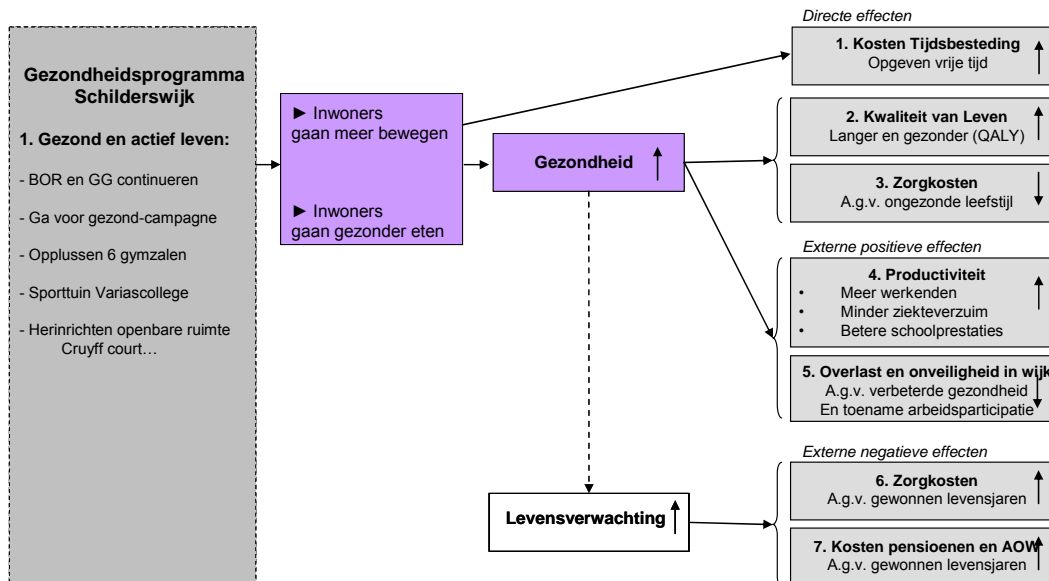 Gezondheidsprogramma
Schilderswijk
1. Gezond en actief leven:
- BOR en GG continueren
- Ga voor gezond-campagne
- Opplussen 6 gymzalen
- Sporttuin Variascollege
- Herinrichten openbare ruimte
Cruyff court…
► Inwoners
gaan meer bewegen
► Inwoners
gaan gezonder eten
Gezondheid
Levensverwachting
Directe effecten
1. Kosten Tijdsbesteding
Opgeven vrije tijd
2. Kwaliteit van Leven
Langer en gezonder (QALY)
3. Zorgkosten
A.g.v. ongezonde leefstijl
Externe positieve effecten
4. Productiviteit
• Meer werkenden
• Minder ziekteverzuim
• Betere schoolprestaties
5. Overlast en onveiligheid in wijk
A.g.v. verbeterde gezondheid
En toename arbeidsparticipatie
Externe negatieve effecten
6. Zorgkosten
A.g.v. gewonnen levensjaren
7. Kosten pensioenen en AOW
A.g.v. gewonnen levensjaren